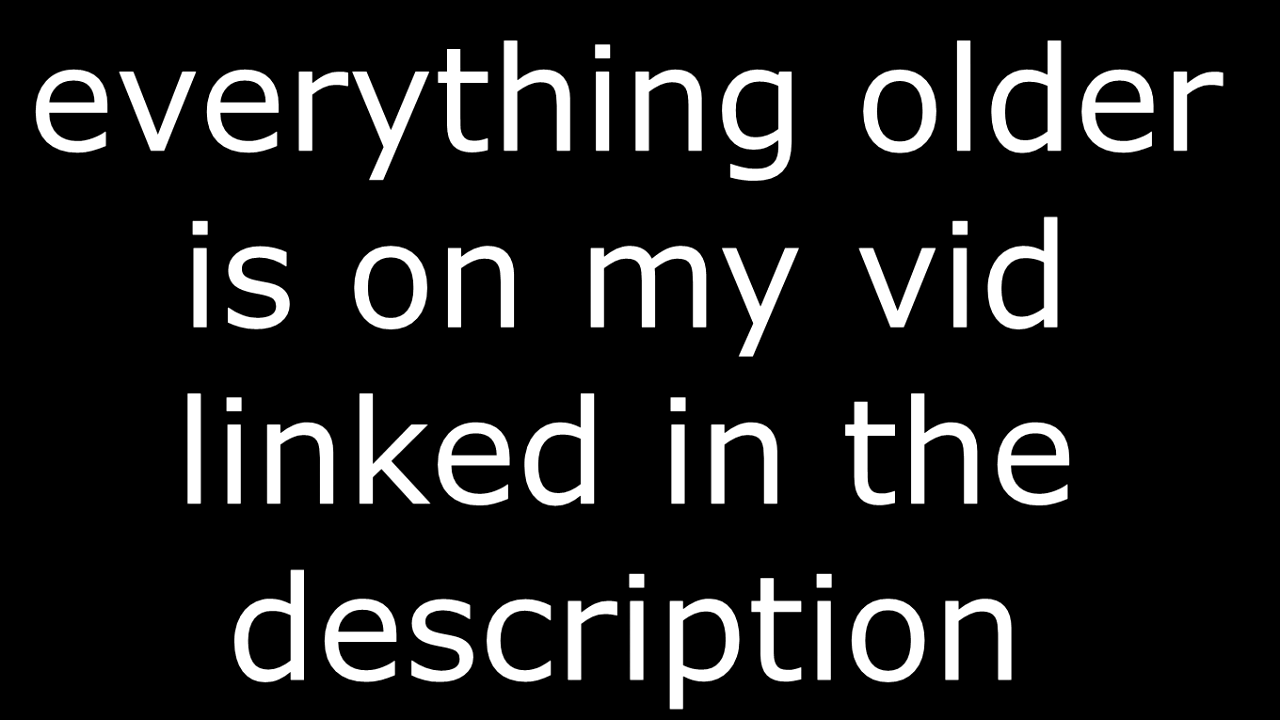 everything older
is on my vid
linked in the
description